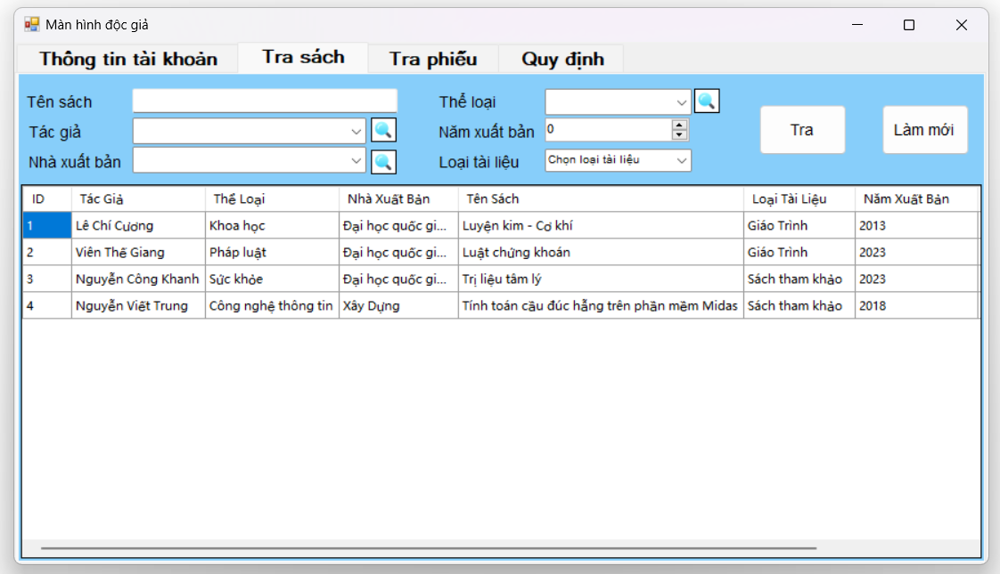 Màn hình độc giả
Thông tin tài khoản Tra sách Tra phiếu Quy định
Tên sách Thể loại
Tác giả Năm xuất bản 0 Tra Làm mới
Nhà xuất bản Loại tài liệu Chọn loại tài liệu
ID Tác Giả Thể Loại Nhà Xuất Bản Tên Sách Loại Tài Liệu Năm Xuất Bản
1 Lê Chí Cương Khoa học Đại học quốc gi... Luyện kim - Cơ khí Giáo Trình 2013
2 Viên Thế Giang Pháp luật Đại học quốc gi... Luật chứng khoán Giáo Trình 2023
3 Nguyễn Công Khanh Sức khỏe Đại học quốc gi... Trị liệu tâm lý Sách tham khảo 2023
4 Nguyễn Viết Trung Công nghệ thông tin Xây Dựng Tính toán cầu đúc hẫng trên phần mềm Midas Sách tham khảo 2018